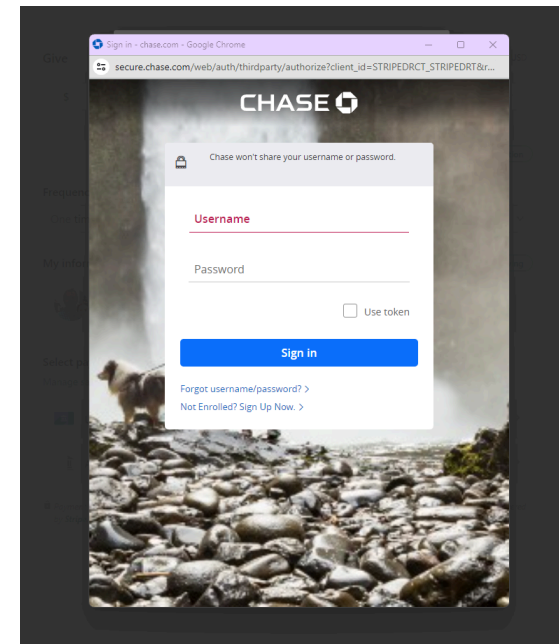 Sign in - chase.com - Google Chrome
secure.chase.com/web/auth/thirdparty/authorize?client_id=STRIPEDRCT_STRIPEDRT&r...
CHASE
Chase won't share your username or password.
Username
Password
Use token
Sign in
Forgot username/password? >
Not Enrolled? Sign Up Now. >
Give